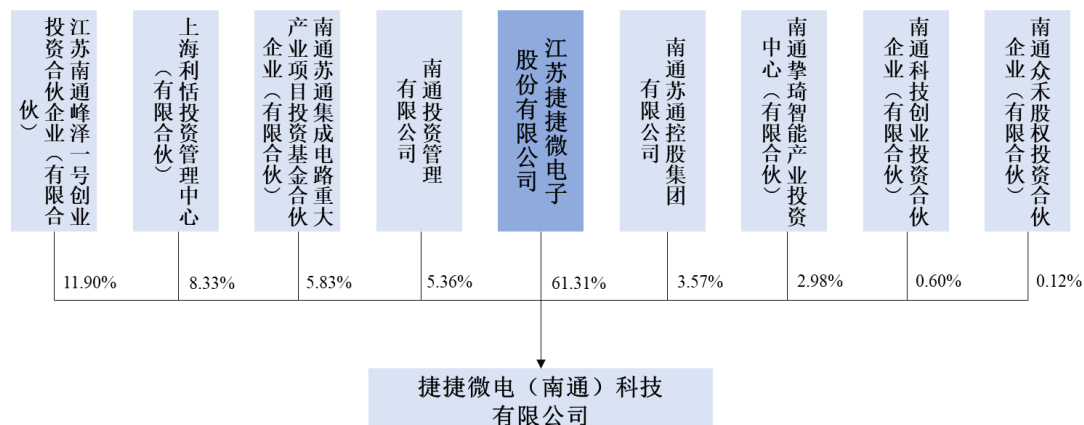 江苏南通峰泽一号创业
投资合伙企业（有限合
伙）
上海利恬投资管理中心
（有限合伙）
南通苏通集成电路重大
产业项目投资基金合伙
企业（有限合伙）
南通投资管理
有限公司
江苏捷捷微电子
股份有限公司
南通苏通控股集团
有限公司
南通挚琦智能产业投资
中心（有限合伙）
南通科技创业投资合伙
企业（有限合伙）
南通众禾股权投资合伙
企业（有限合伙）
11.90%
8.33%
5.83%
5.36%
61.31%
3.57%
2.98%
0.60%
0.12%
捷捷微电（南通）科技
有限公司